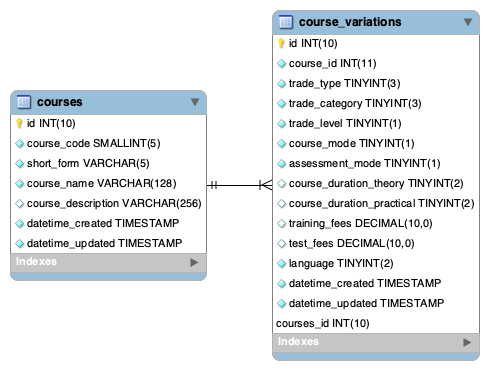 courses
id INT(10)
course_code SMALLINT(5)
short_form VARCHAR(5)
course_name VARCHAR(128)
course_description VARCHAR(256)
datetime_created TIMESTAMP
datetime_updated TIMESTAMP
Indexes
course_variations
id INT(10)
course_id INT(11)
trade_type TINYINT(3)
trade_category TINYINT(3)
trade_level TINYINT(1)
course_mode TINYINT(1)
assessment_mode TINYINT(1)
course_duration_theory TINYINT(2)
course_duration_practical TINYINT(2)
training_fees DECIMAL(10,0)
test_fees DECIMAL(10,0)
language TINYINT(2)
datetime_created TIMESTAMP
datetime_updated TIMESTAMP
courses_id INT(10)
Indexes